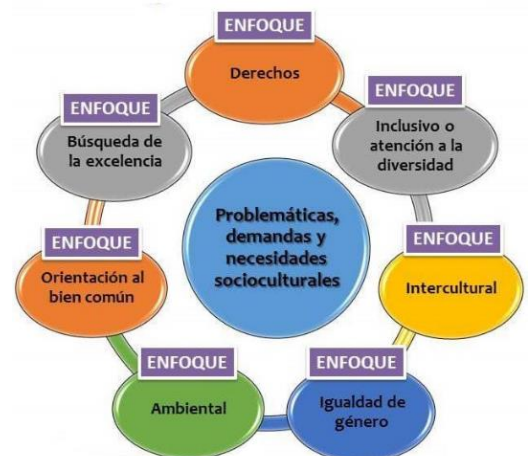 ENFOQUE
Derechos
ENFOQUE
Inclusivo o
atención a la
diversidad
ENFOQUE
Intercultural
ENFOQUE
Igualdad de
género
ENFOQUE
Ambiental
ENFOQUE
Orientación al
bien común
ENFOQUE
Búsqueda de
la excelencia
Problemáticas,
demandas y
necesidades
socioculturales